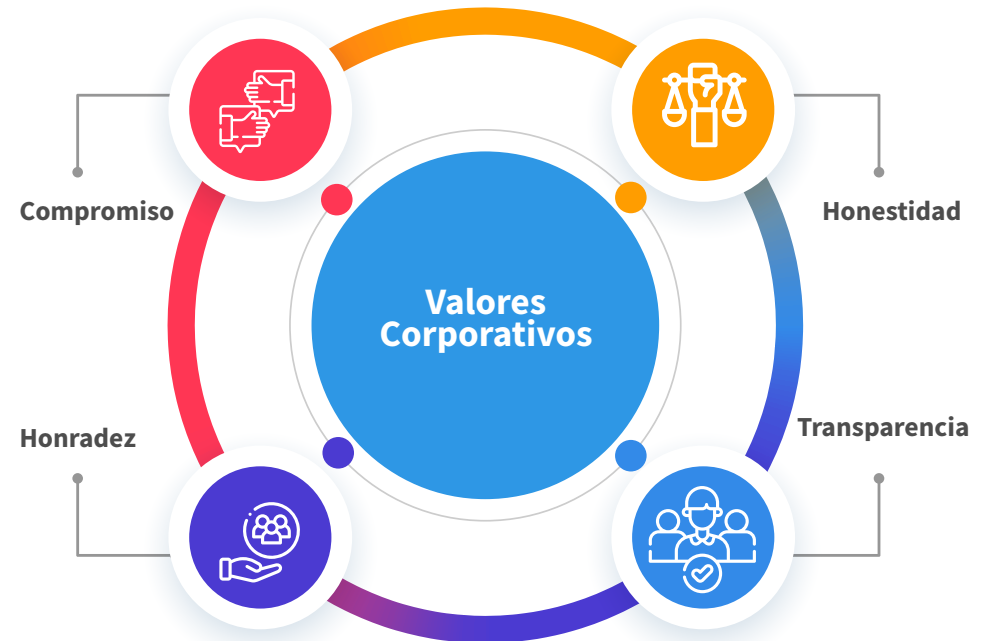 Compromiso
Honestidad
Valores
Corporativos
Honradez
Transparencia